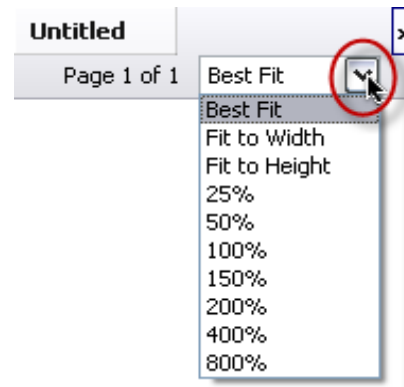 Untitled
Page 1 of 1 Best Fit
Best Fit
Fit to Width
Fit to Height
25%
50%
100%
150%
200%
400%
800%